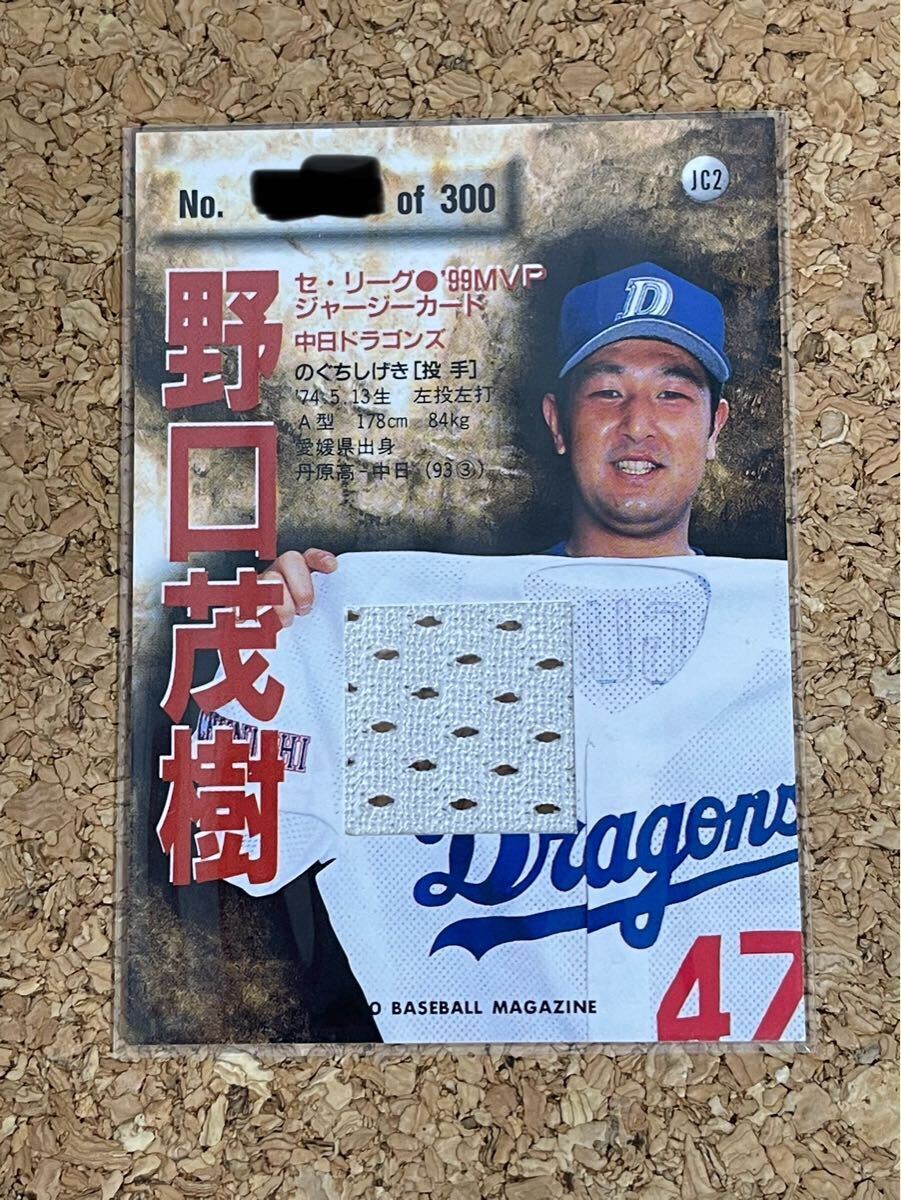 No. of 300
JC2
野口茂樹
セ・リーグ●'99MVP
ジャージーカード
中日ドラゴンズ
のぐちしげき[投 手]
'74.5.13生 左投左打
A型 178cm 84kg
愛媛県出身
丹原高-中日 (93③)
D
HI
Dragons
47
O BASEBALL MAGAZINE